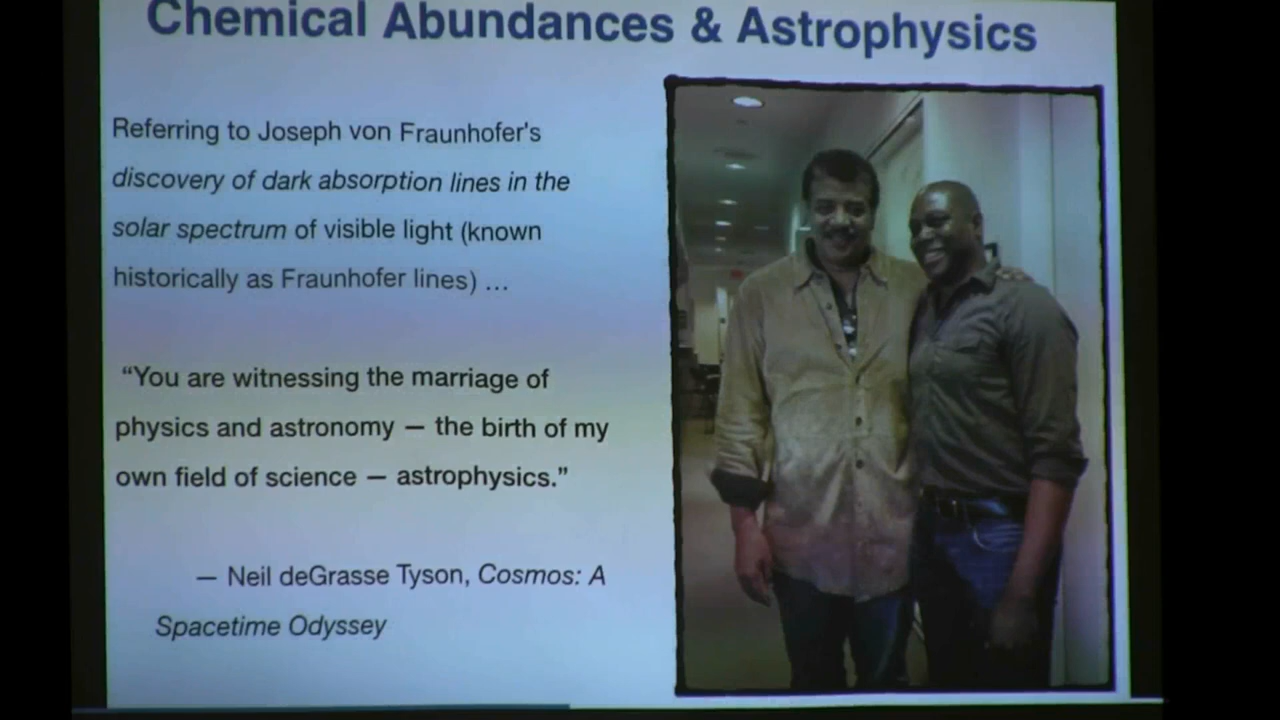 Chemical Abundances & Astrophysics
Referring to Joseph von Fraunhofer's
discovery of dark absorption lines in the
solar spectrum of visible light (known
historically as Fraunhofer lines) …
“You are witnessing the marriage of
physics and astronomy — the birth of my
own field of science — astrophysics.”
— Neil deGrasse Tyson, Cosmos: A
Spacetime Odyssey